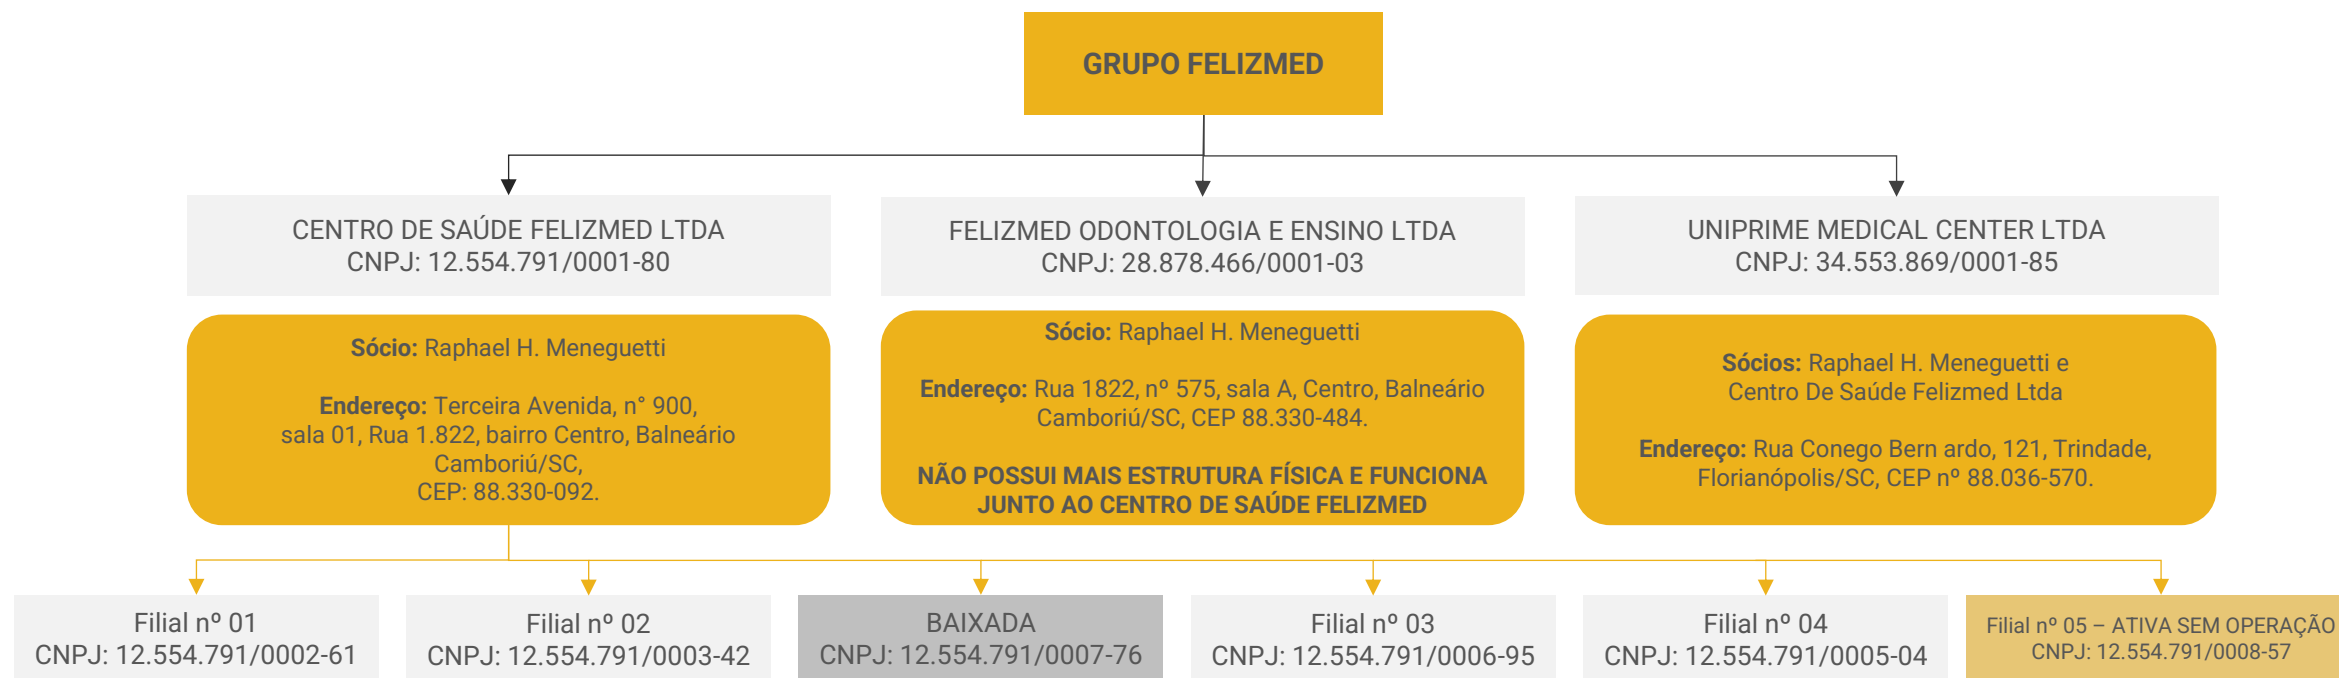 GRUPO FELIZMED
CENTRO DE SAÚDE FELIZMED LTDA
CNPJ: 12.554.791/0001-80
FELIZMED ODONTOLOGIA E ENSINO LTDA
CNPJ: 28.878.466/0001-03
UNIPRIME MEDICAL CENTER LTDA
CNPJ: 34.553.869/0001-85
Sócio: Raphael H. Meneguetti
Endereço: Terceira Avenida, n° 900,
sala 01, Rua 1.822, bairro Centro, Balneário
Camboriú/SC,
CEP: 88.330-092.
Sócio: Raphael H. Meneguetti
Endereço: Rua 1822, nº 575, sala A, Centro, Balneário
Camboriú/SC, CEP 88.330-484.
NÃO POSSUI MAIS ESTRUTURA FÍSICA E FUNCIONA
JUNTO AO CENTRO DE SAÚDE FELIZMED
Sócios: Raphael H. Meneguetti e
Centro De Saúde Felizmed Ltda
Endereço: Rua Conego Bern ardo, 121, Trindade,
Florianópolis/SC, CEP nº 88.036-570.
Filial nº 01
CNPJ: 12.554.791/0002-61
Filial nº 02
CNPJ: 12.554.791/0003-42
BAIXADA
CNPJ: 12.554.791/0007-76
Filial nº 03
CNPJ: 12.554.791/0006-95
Filial nº 04
CNPJ: 12.554.791/0005-04
Filial nº 05 – ATIVA SEM OPERAÇÃO
CNPJ: 12.554.791/0008-57